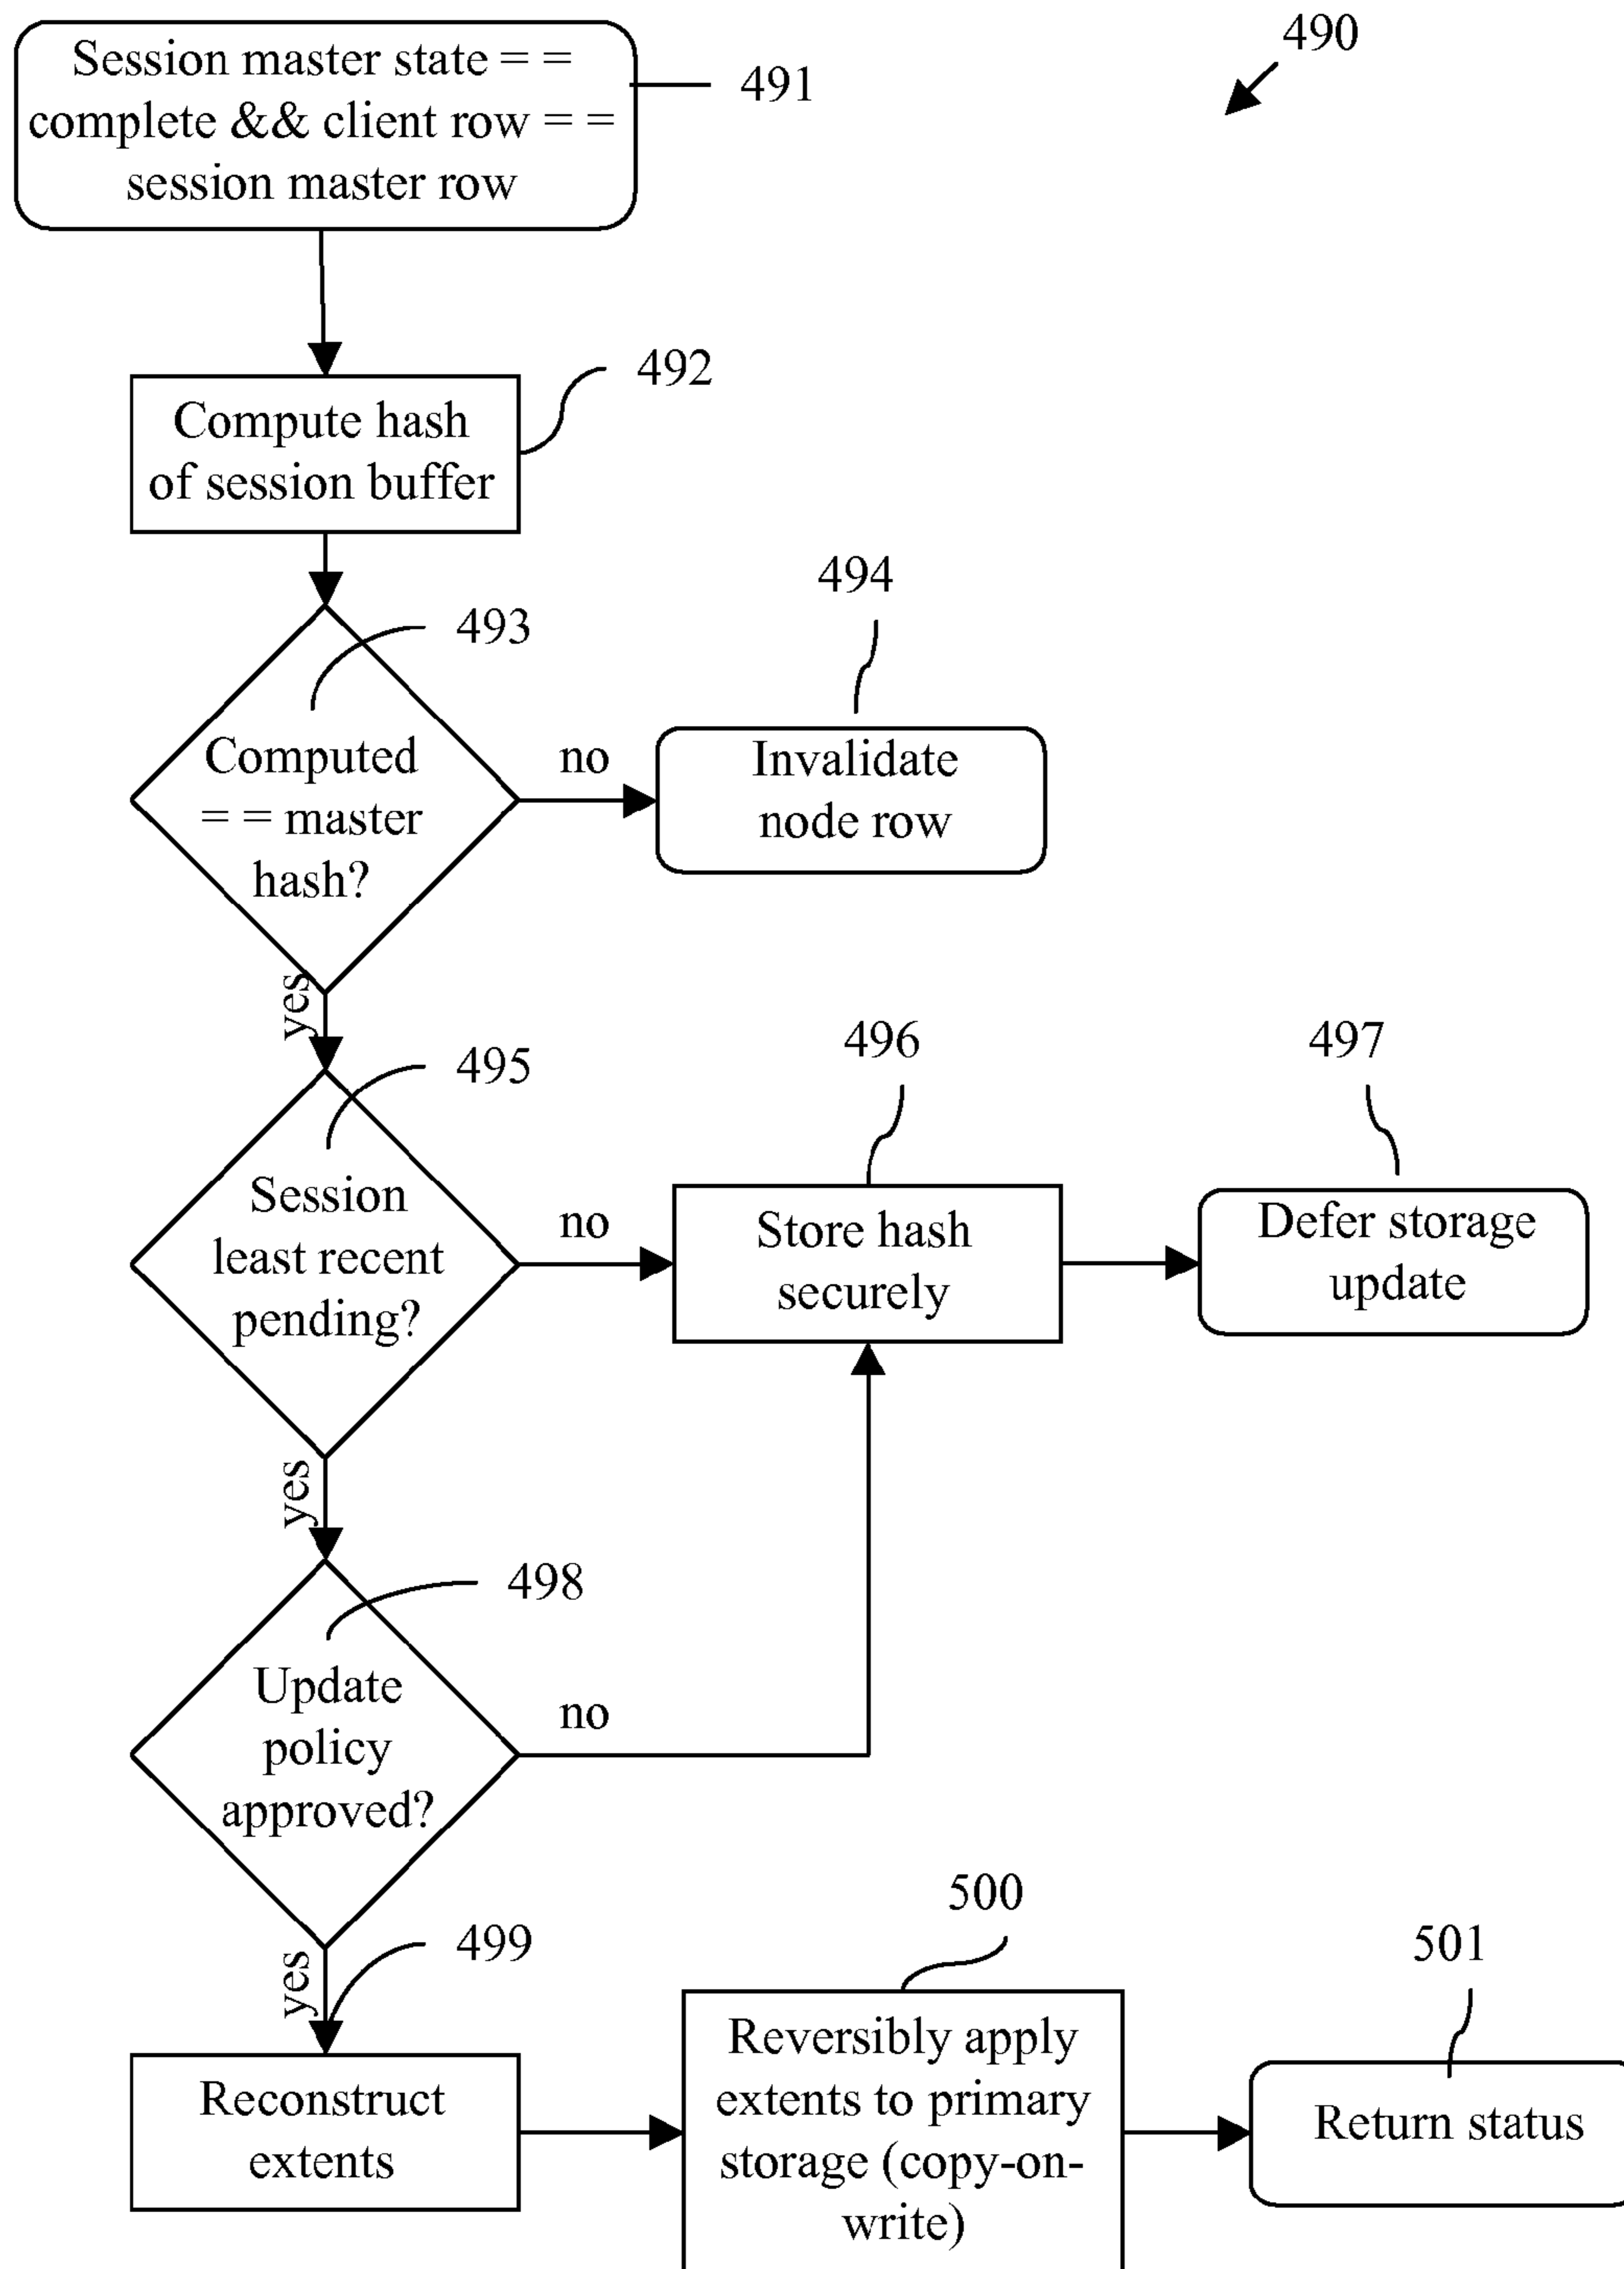 490
Session master state = =
complete && client row = =
session master row
491
492
Compute hash
of session buffer
494
493
Computed
= = master
hash?
no
Invalidate
node row
yes
496
497
495
Session
least recent
pending?
no
Store hash
securely
Defer storage
update
yes
498
Update
policy
approved?
no
yes
499
500
501
Reconstruct
extents
Reversibly apply
extents to primary
storage (copy-on-
write)
Return status